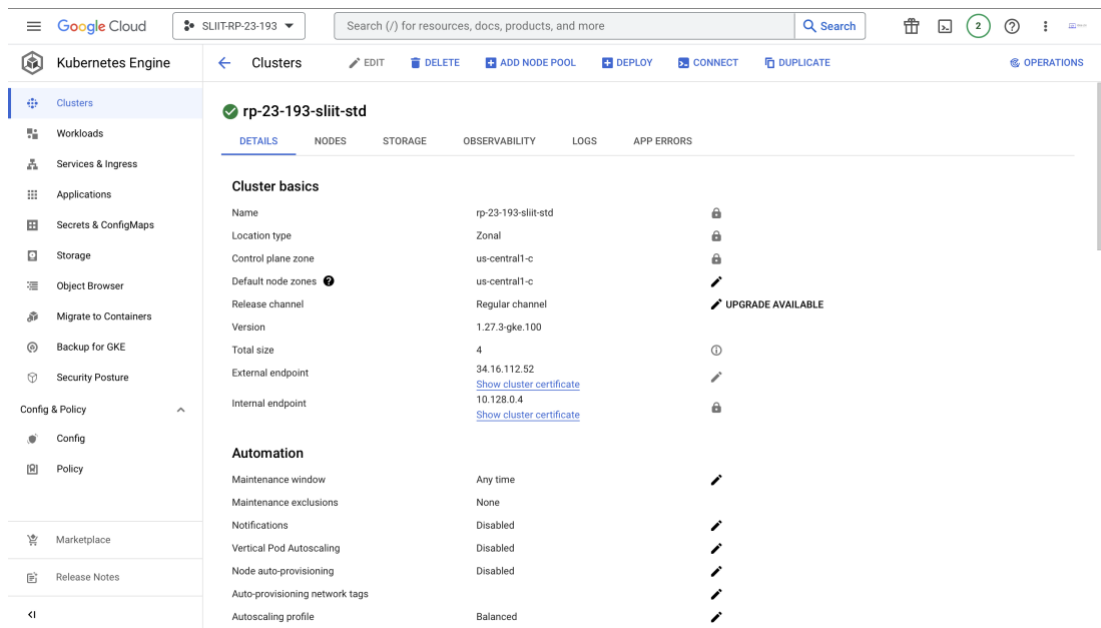 Google Cloud
SLIIT-RP-23-193
Search (/) for resources, docs, products, and more
Search
2
Kubernetes Engine
Clusters
EDIT
DELETE
ADD NODE POOL
DEPLOY
CONNECT
DUPLICATE
OPERATIONS
Clusters
Workloads
Services & Ingress
Applications
Secrets & ConfigMaps
Storage
Object Browser
Migrate to Containers
Backup for GKE
Security Posture
Config & Policy
Config
Policy
Marketplace
Release Notes
rp-23-193-sliit-std
DETAILS NODES STORAGE OBSERVABILITY LOGS APP ERRORS
Cluster basics
Name rp-23-193-sliit-std
Location type Zonal
Control plane zone us-central1-c
Default node zones us-central1-c
Release channel Regular channel UPGRADE AVAILABLE
Version 1.27.3-gke.100
Total size 4
External endpoint 34.16.112.52
Show cluster certificate
Internal endpoint 10.128.0.4
Show cluster certificate
Automation
Maintenance window Any time
Maintenance exclusions None
Notifications Disabled
Vertical Pod Autoscaling Disabled
Node auto-provisioning Disabled
Auto-provisioning network tags
Autoscaling profile Balanced